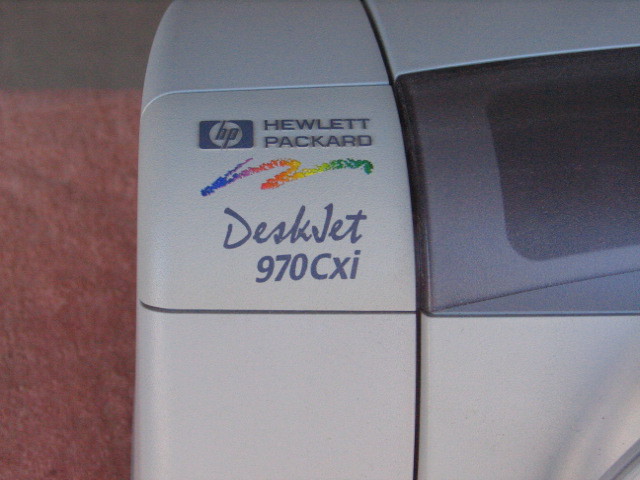 hp HEWLETT
PACKARD
DeskJet
970Cxi